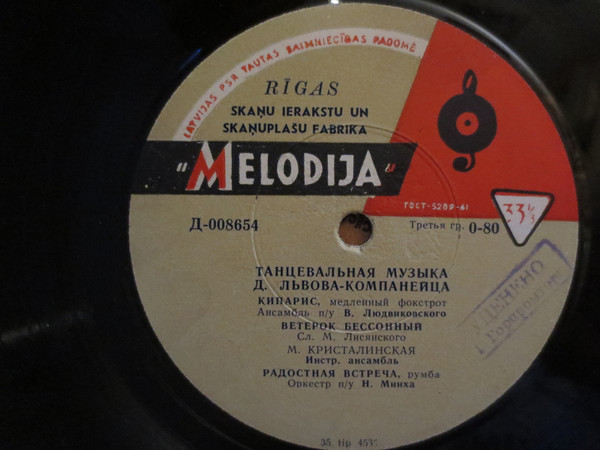 LATVIJAS PSR TAUTAS SAIMNIECĪBAS PADOMĒ
RĪGAS
SKAŅU IERAKSTU UN
SKAŅUPLAŠU FABRIKA
"MELODIJA"
ГОСТ-5289-61
33⅓
Д-008654
Третья гр. 0-80
ТАНЦЕВАЛЬНАЯ МУЗЫКА
Д. ЛЬВОВА-КОМПАНЕЙЦА
КИПАРИС, медленный фокстрот
Ансамбль п/у В. Людвиковского
ВЕТЕРОК БЕССОННЫЙ
Сл. М. Лисянского
М. КРИСТАЛИНСКАЯ
Инстр. ансамбль
РАДОСТНАЯ ВСТРЕЧА, румба
Оркестр п/у Н. Минха
35. tip